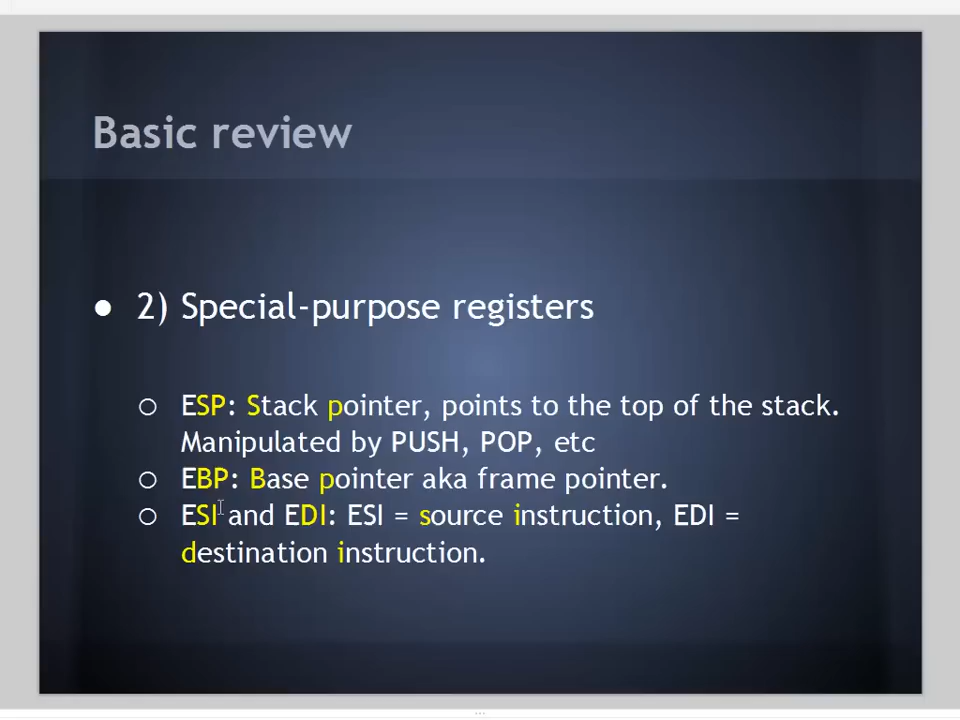 Basic review
● 2) Special-purpose registers
○ ESP: Stack pointer, points to the top of the stack.
Manipulated by PUSH, POP, etc
○ EBP: Base pointer aka frame pointer.
○ ESI and EDI: ESI = source instruction, EDI =
destination instruction.